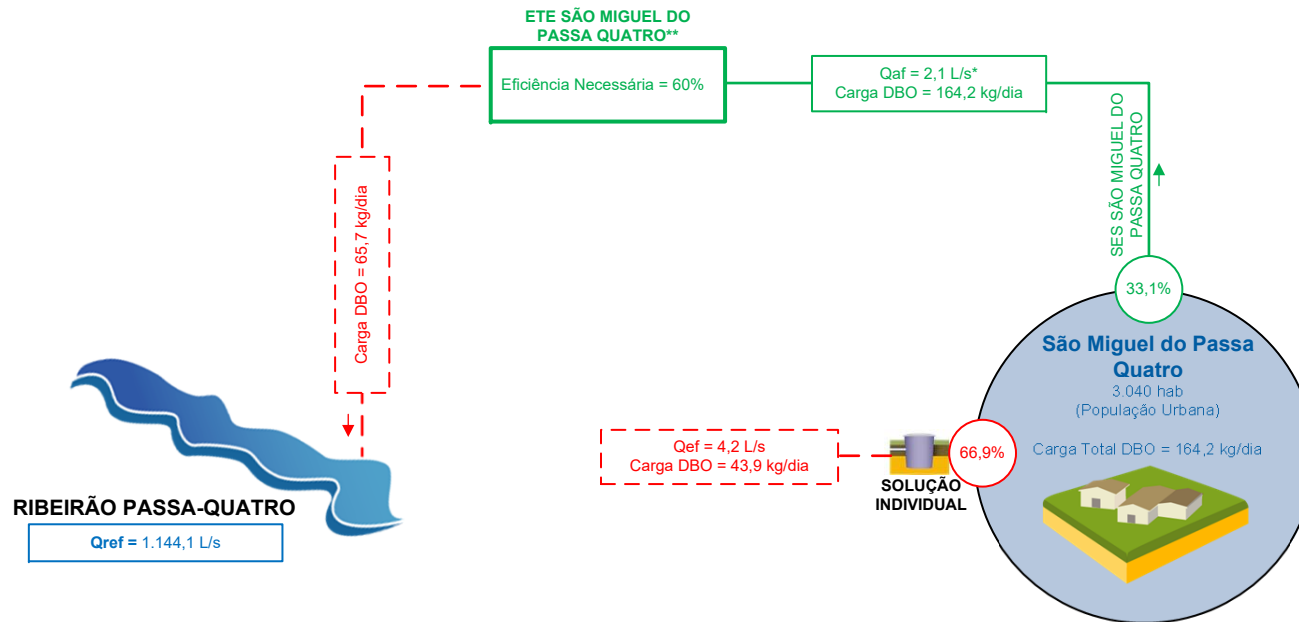 ETE SÃO MIGUEL DO
PASSA QUATRO**
Eficiência Necessária = 60%
Qaf = 2,1 L/s*
Carga DBO = 164,2 kg/dia
SES SÃO MIGUEL DO
PASSA QUATRO
Carga DBO = 65,7 kg/dia
33,1%
São Miguel do Passa
Quatro
3.040 hab
(População Urbana)
Carga Total DBO = 164,2 kg/dia
66,9%
Qef = 4,2 L/s
Carga DBO = 43,9 kg/dia
SOLUÇÃO
INDIVIDUAL
RIBEIRÃO PASSA-QUATRO
Qref = 1.144,1 L/s